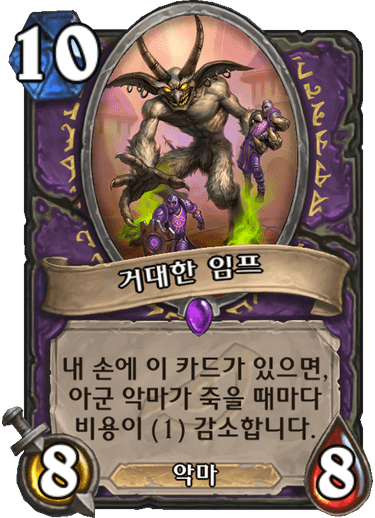 10
거대한 임프
내 손에 이 카드가 있으면,
아군 악마가 죽을 때마다
비용이 (1) 감소합니다.
8
악마
8